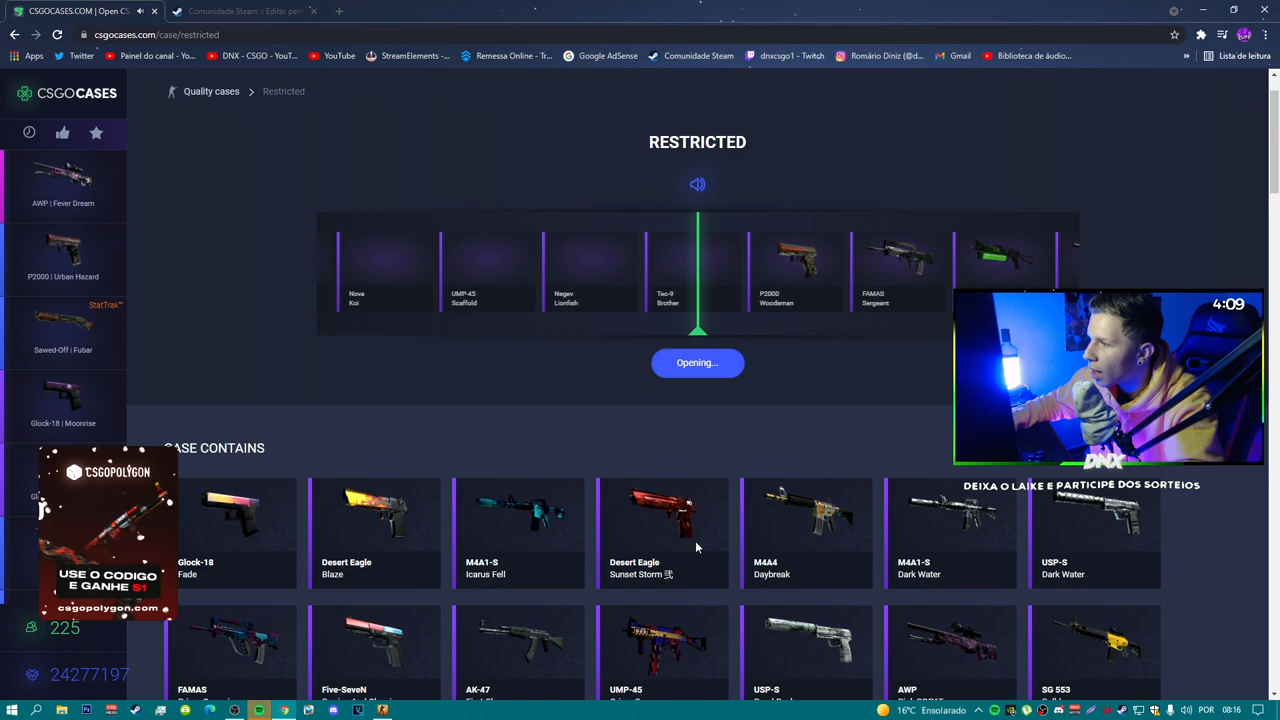 CSGOCASES.COM | Open CS
Comunidade Steam :: Editar perf
csgocases.com/case/restricted
Apps
Twitter
Painel do canal - Yo...
DNX - CSGO - YouT...
YouTube
StreamElements -...
Remessa Online - Tr...
Google AdSense
Comunidade Steam
dnxcsgo1 - Twitch
Romário Diniz (@d...
Gmail
Biblioteca de áudio...
»
Lista de leitura
CSGOCASES
Quality cases > Restricted
RESTRICTED
AWP | Fever Dream
P2000 | Urban Hazard
StatTrak™
Sawed-Off | Fubar
Glock-18 | Moonrise
Nova
Koi
UMP-45
Scaffold
Negev
Lionfish
Tec-9
Brother
P2000
Woodsman
FAMAS
Sergeant
4:09
Opening...
DNX
DEIXA O LAIKE E PARTICIPE DOS SORTEIOS
CASE CONTAINS
Glock-18
Fade
Desert Eagle
Blaze
M4A1-S
Icarus Fell
Desert Eagle
Sunset Storm 弐
M4A4
Daybreak
M4A1-S
Dark Water
USP-S
Dark Water
CSGOPOLYGON
USE O CODIGO
E GANHE $1
csgopolygon.com
225
24277197
FAMAS
Five-SeveN
AK-47
UMP-45
USP-S
AWP
SG 553
16°C Ensolarado
POR
08:16